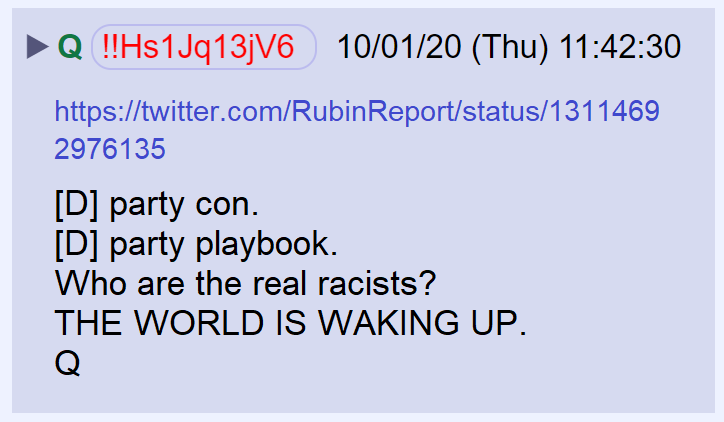 Q !!Hs1Jq13jV6 10/01/20 (Thu) 11:42:30
https://twitter.com/RubinReport/status/1311469
2976135
[D] party con.
[D] party playbook.
Who are the real racists?
THE WORLD IS WAKING UP.
Q